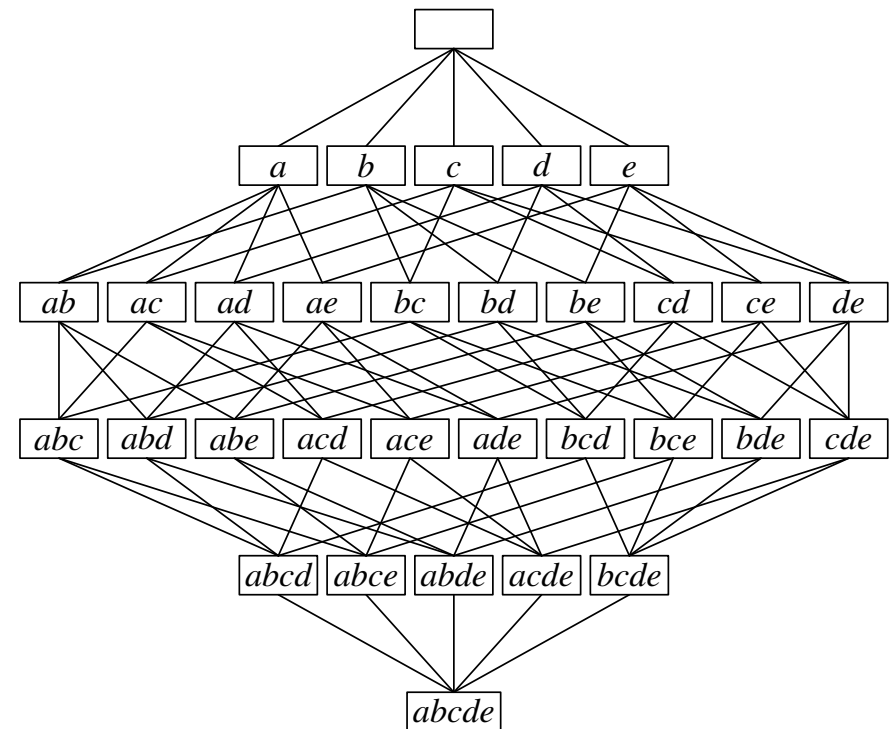 a b c d e
ab ac ad ae bc bd be cd ce de
abc abd abe acd ace ade bcd bce bde cde
abcd abce abde acde bcde
abcde